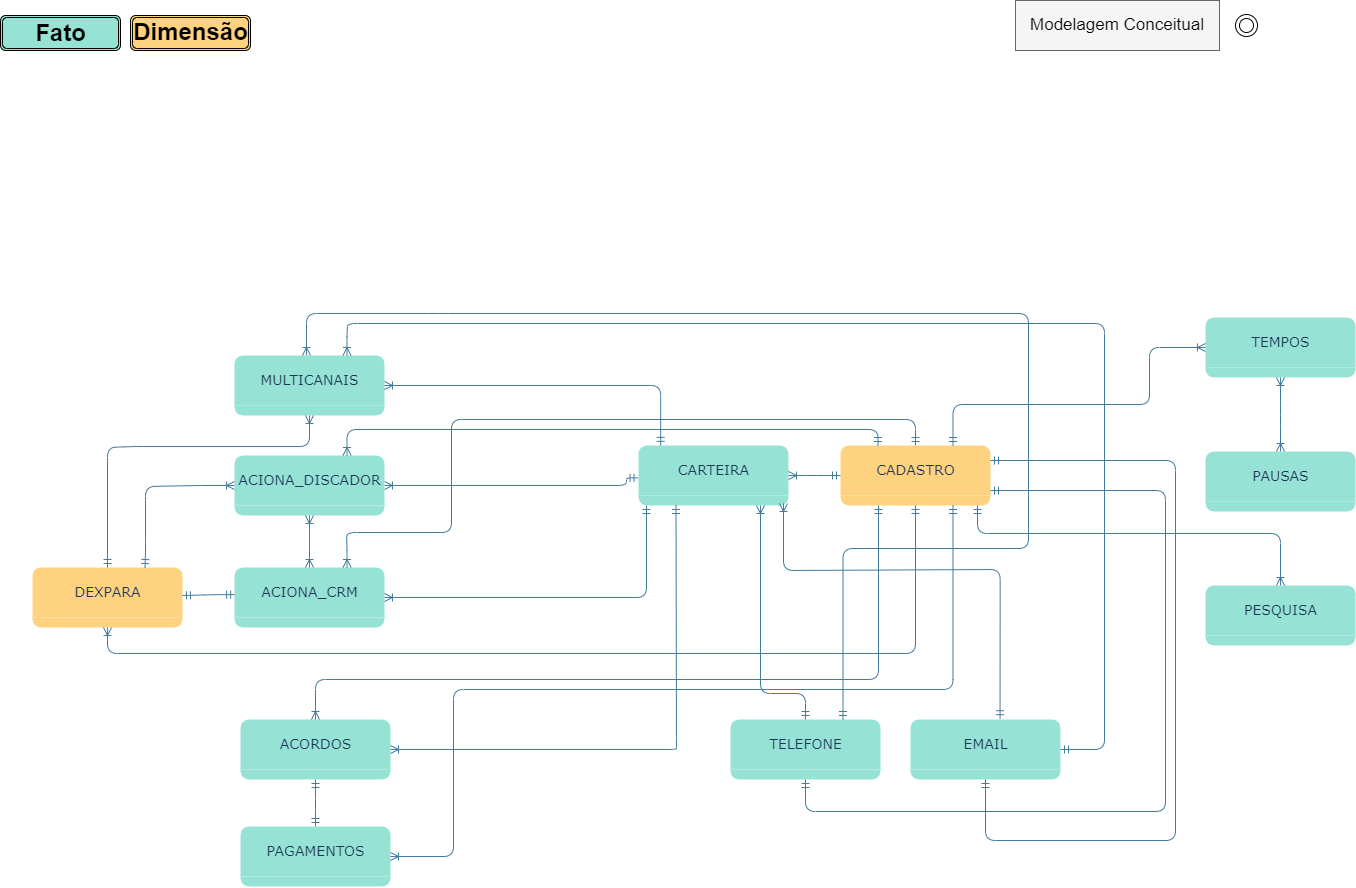 Fato
Dimensão
Modelagem Conceitual
TEMPOS
MULTICANAIS
CARTEIRA
CADASTRO
ACIONA_DISCADOR
PAUSAS
DEXPARA
ACIONA_CRM
PESQUISA
ACORDOS
TELEFONE
EMAIL
PAGAMENTOS